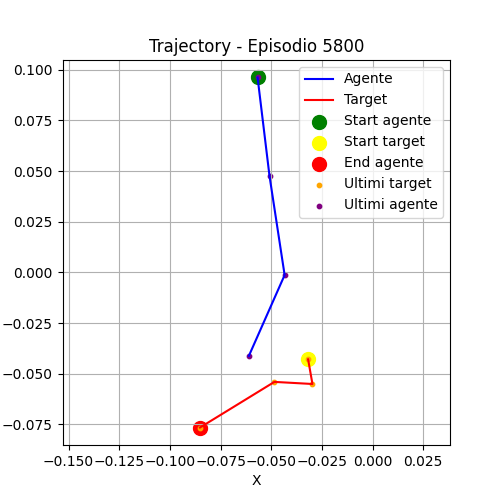 Trajectory - Episodio 5800
Agente
Target
Start agente
Start target
End agente
Ultimi target
Ultimi agente
0.100
0.075
0.050
0.025
0.000
−0.025
−0.050
−0.075
−0.150 −0.125 −0.100 −0.075 −0.050 −0.025 0.000 0.025
X